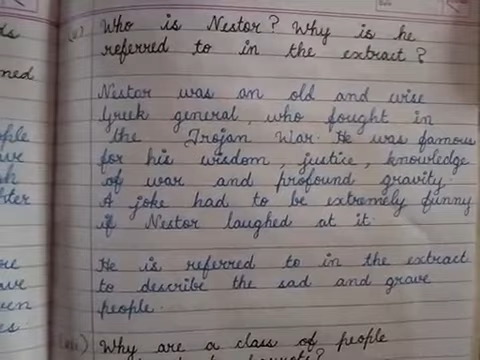 (v) Who is Nestor? Why is he
referred to in the extract?
Nestor was an old and wise
Greek general, who fought in
the Trojan War. He was famous
for his wisdom, justice, knowledge
of war and profound gravity.
A joke had to be extremely funny
if Nestor laughed at it.
He is referred to in the extract
to describe the sad and grave
people.
Why are a class of people